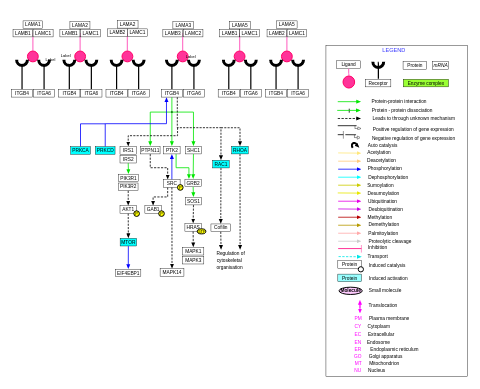 LAMA1 LAMA2 LAMA2 LAMA3 LAMA5 LAMA5
LAMB1 LAMC1 LAMB1 LAMC1 LAMB2 LAMC1 LAMB3 LAMC2 LAMB1 LAMC1 LAMB2 LAMC1
Label Label Label
ITGB4 ITGA6 ITGB4 ITGA6 ITGB4 ITGA6 ITGB4 ITGA6 ITGB4 ITGA6 ITGB4 ITGA6
PRKCA PRKCD IRS1 PTPN11 PTK2 SHC1 RHOA
IRS2 RAC1
PIK3R1 SRC GRB2
PIK3R2
SOS1
AKT1 GAB1
HRAS Cofilin
MTOR
MAPK1 Regulation of
MAPK3 cytoskeletal
EIF4EBP1 MAPK14 organisation
LEGEND
Ligand Protein mRNA
Receptor Enzyme complex
Protein-protein interaction
Protein - protein dissociation
Leads to through unknown mechanism
Positive regulation of gene expression
Negative regulation of gene expression
Auto catalysis
Acetylation
Deacetylation
Phosphorylation
Dephosphorylation
Sumoylation
Desumoylation
Ubiquitination
Deubiquitination
Methylation
Demethylation
Palmitoylation
Proteolytic cleavage
Inhibition
Transport
Protein Induced catalysis
Protein Induced activation
Molecule Small molecule
Translocation
PM Plasma membrane
CY Cytoplasm
EC Extracellular
EN Endosome
ER Endoplasmic reticulum
GO Golgi apparatus
MT Mitochondrion
NU Nucleus